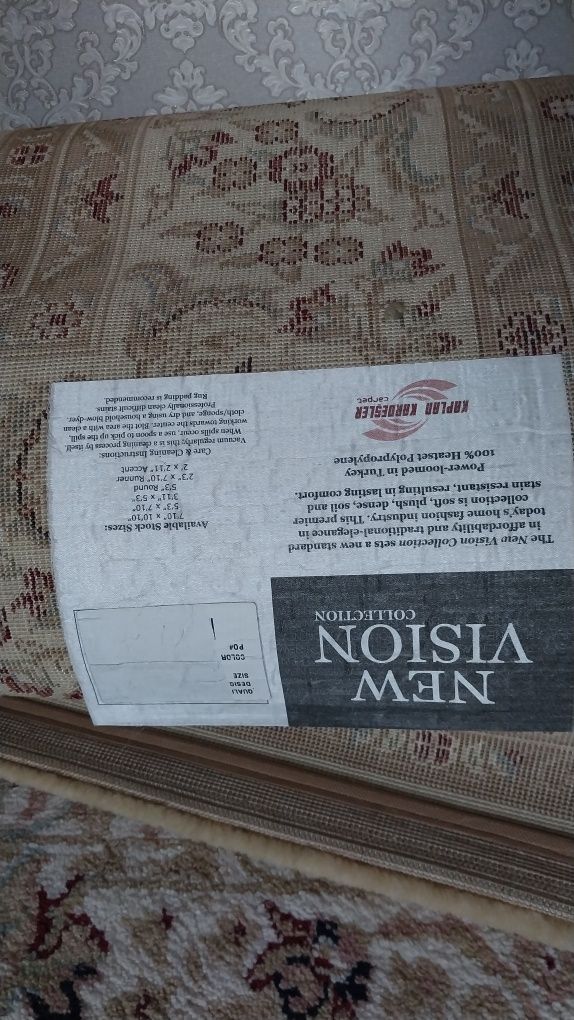 NEW
VISION
COLLECTION
The New Vision Collection sets a new standard
in affordability and traditional-elegance in
today's home fashion industry. This premier
collection is soft, plush, dense, soil and
stain resistant, resulting in lasting comfort.
Power-loomed in Turkey
100% Heatset Polypropylene
KAPLAN KARDESLER
carpet
QUALI
DESIG
SIZE
COLOR
PO#
Available Stock Sizes:
7'10" x 10'10"
5'3" x 7'10"
3'11" x 5'3"
5'3" Round
2'3" x 7'10" Runner
2' x 2'11" Accent
Care & Cleaning Instructions:
Vacuum regularly; this is a cleaning process by itself.
When spills occur, use a spoon to pick up the spill,
working towards the center. Blot the area with a clean
cloth/sponge, and dry using a household blow-dyer.
Professionally clean difficult stains.
Rug padding is recommended.